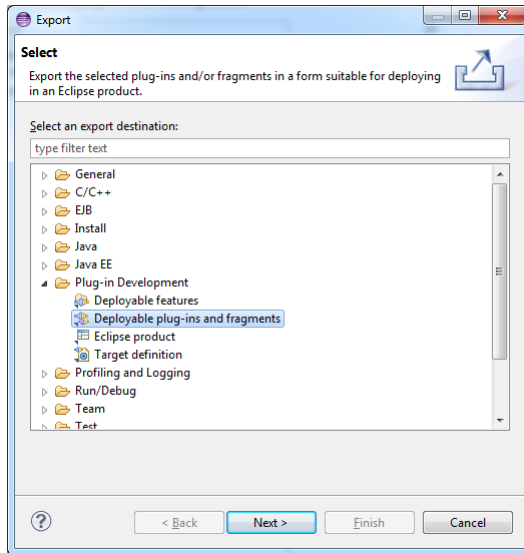 Export
Select
Export the selected plug-ins and/or fragments in a form suitable for deploying
in an Eclipse product.
Select an export destination:
type filter text
General
C/C++
EJB
Install
Java
Java EE
Plug-in Development
Deployable features
Deployable plug-ins and fragments
Eclipse product
Target definition
Profiling and Logging
Run/Debug
Team
Test
? < Back Next > Finish Cancel